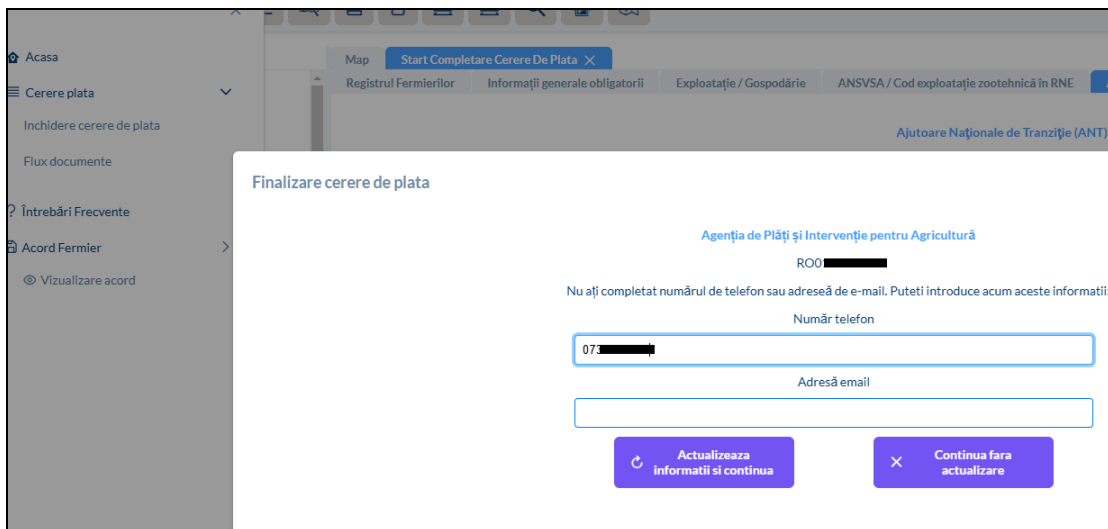 Acasa
Cerere plata
Inchidere cerere de plata
Flux documente
? Întrebări Frecvente
Acord Fermier
Vizualizare acord
Map
Start Completare Cerere De Plata
Registrul Fermierilor
Informații generale obligatorii
Exploatație / Gospodărie
ANSVSA / Cod exploatație zootehnică în RNE
Ajutoare Naționale de Tranziție (ANT)
Finalizare cerere de plata
Agenția de Plăți și Intervenție pentru Agricultură
RO0
Nu ați completat numărul de telefon sau adreseă de e-mail. Puteti introduce acum aceste informatii:
Număr telefon
073
Adresă email
Actualizeaza
informatii si continua
Continua fara
actualizare